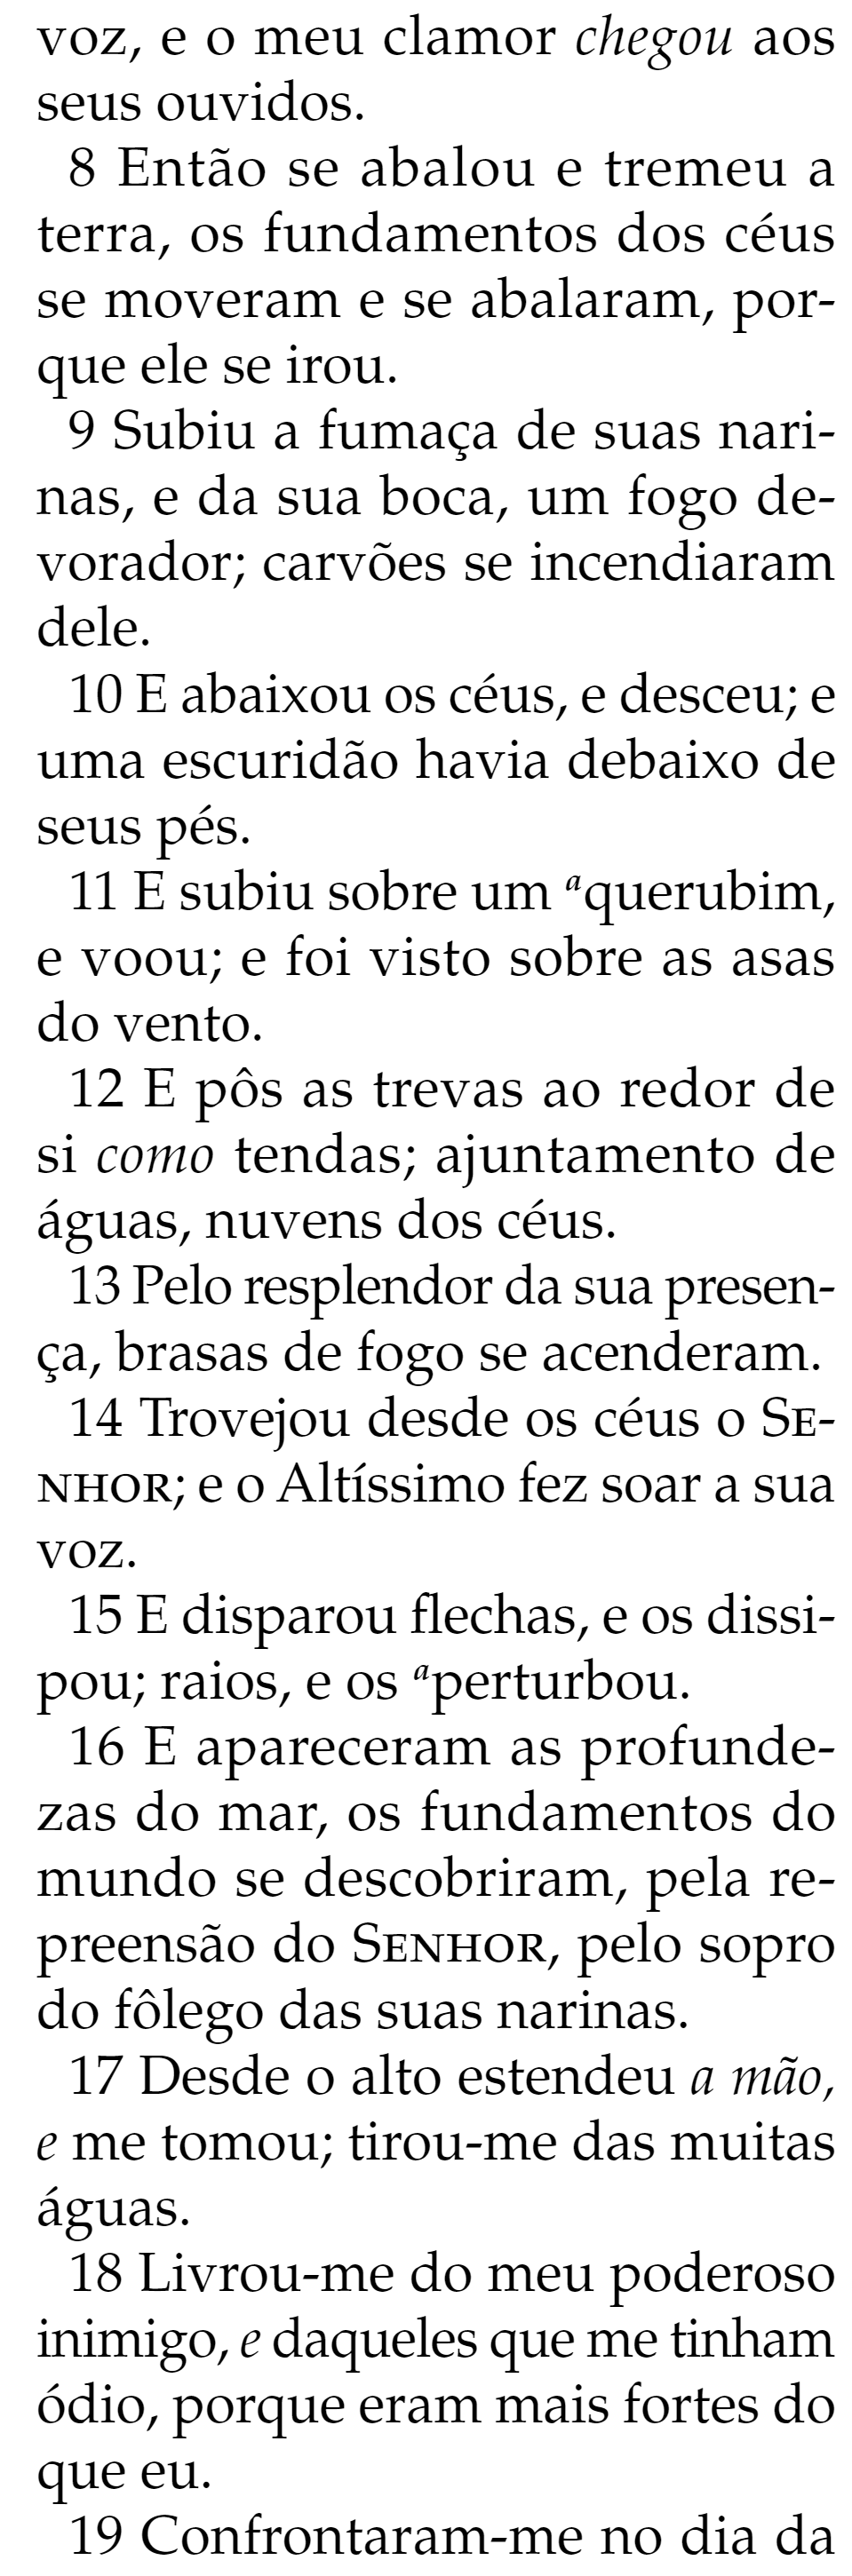 voz, e o meu clamor chegou aos
seus ouvidos.
8 Então se abalou e tremeu a
terra, os fundamentos dos céus
se moveram e se abalaram, por-
que ele se irou.
9 Subiu a fumaça de suas nari-
nas, e da sua boca, um fogo de-
vorador; carvões se incendiaram
dele.
10 E abaixou os céus, e desceu; e
uma escuridão havia debaixo de
seus pés.
11 E subiu sobre um ᵃquerubim,
e voou; e foi visto sobre as asas
do vento.
12 E pôs as trevas ao redor de
si como tendas; ajuntamento de
águas, nuvens dos céus.
13 Pelo resplendor da sua presen-
ça, brasas de fogo se acenderam.
14 Trovejou desde os céus o SE-
NHOR; e o Altíssimo fez soar a sua
voz.
15 E disparou flechas, e os dissi-
pou; raios, e os ᵃperturbou.
16 E apareceram as profunde-
zas do mar, os fundamentos do
mundo se descobriram, pela re-
preensão do SENHOR, pelo sopro
do fôlego das suas narinas.
17 Desde o alto estendeu a mão,
e me tomou; tirou-me das muitas
águas.
18 Livrou-me do meu poderoso
inimigo, e daqueles que me tinham
ódio, porque eram mais fortes do
que eu.
19 Confrontaram-me no dia da